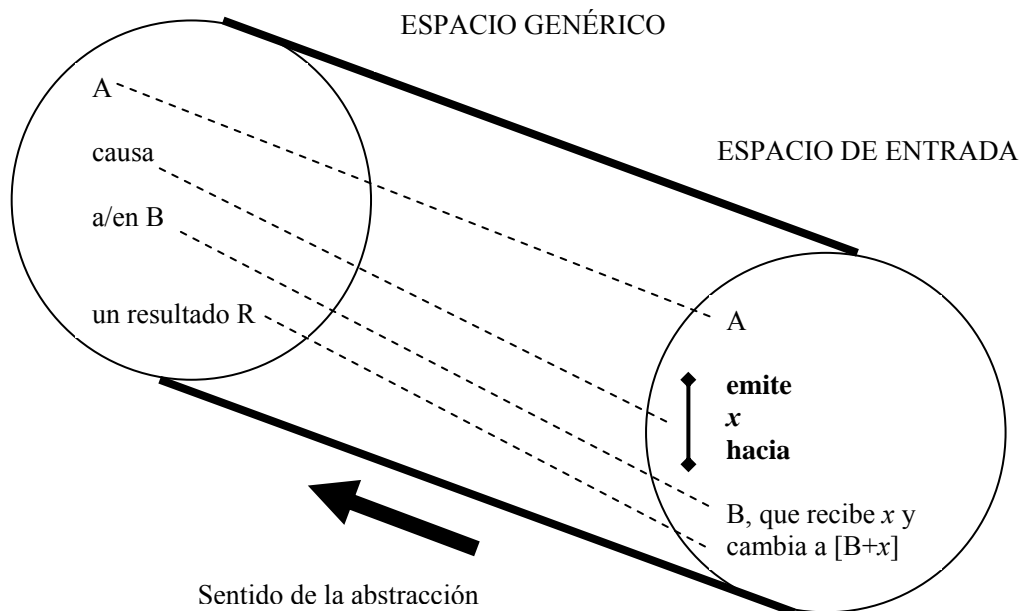 ESPACIO GENÉRICO
A
causa
a/en B
un resultado R
ESPACIO DE ENTRADA
A
emite
x
hacia
B, que recibe x y
cambia a [B+x]
Sentido de la abstracción